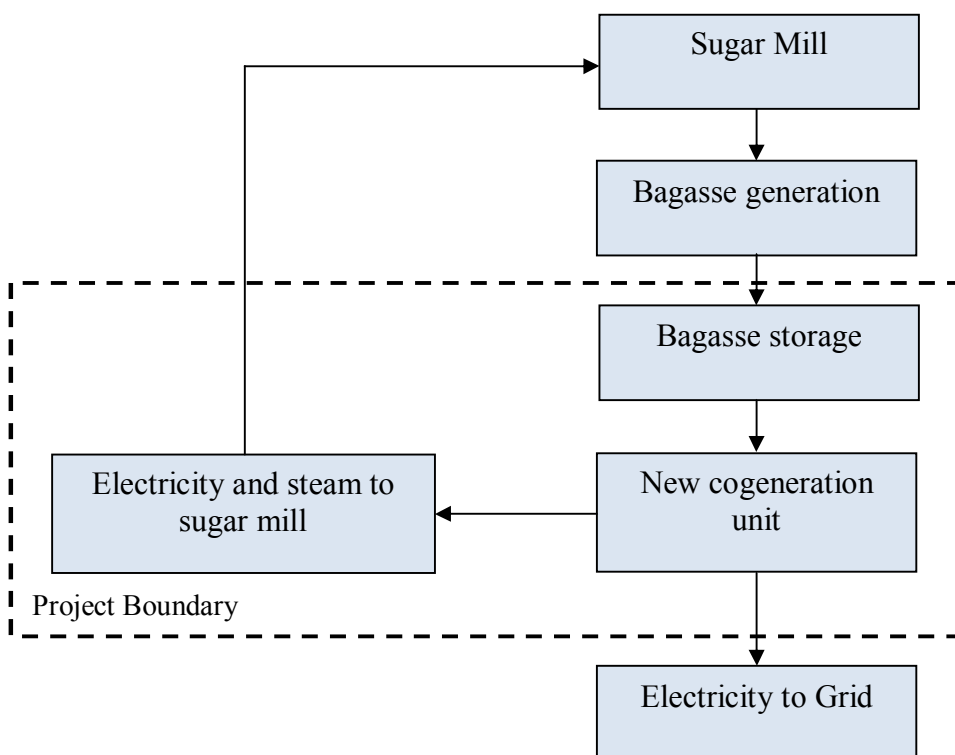 Sugar Mill
Bagasse generation
Bagasse storage
Electricity and steam to
sugar mill
New cogeneration
unit
Project Boundary
Electricity to Grid